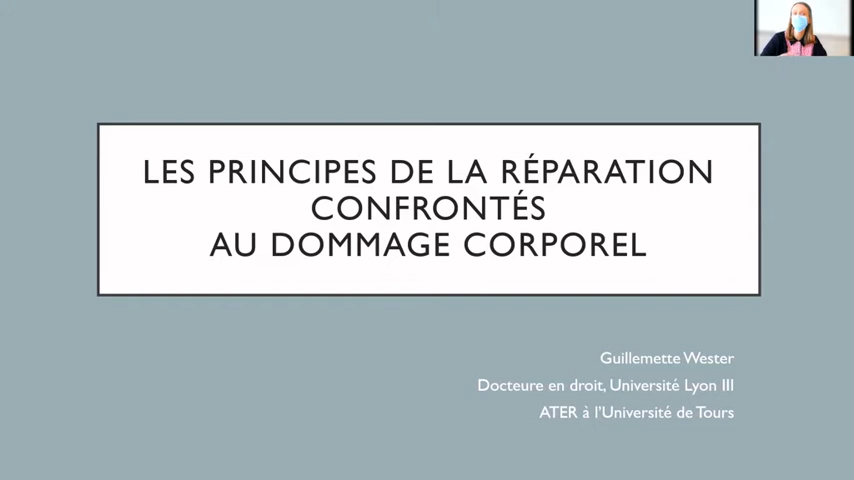 LES PRINCIPES DE LA RÉPARATION
CONFRONTÉS
AU DOMMAGE CORPOREL
Guillemette Wester
Docteure en droit, Université Lyon III
ATER à l'Université de Tours